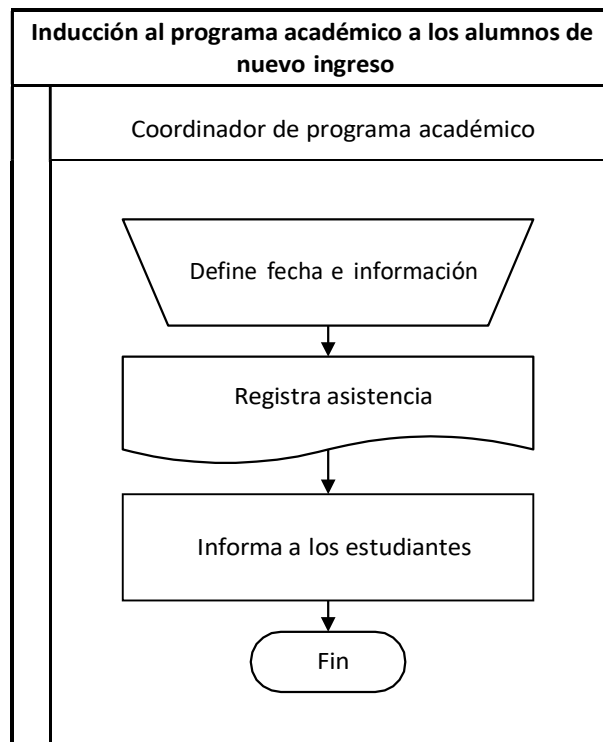 Inducción al programa académico a los alumnos de
nuevo ingreso
Coordinador de programa académico
Define fecha e información
Registra asistencia
Informa a los estudiantes
Fin